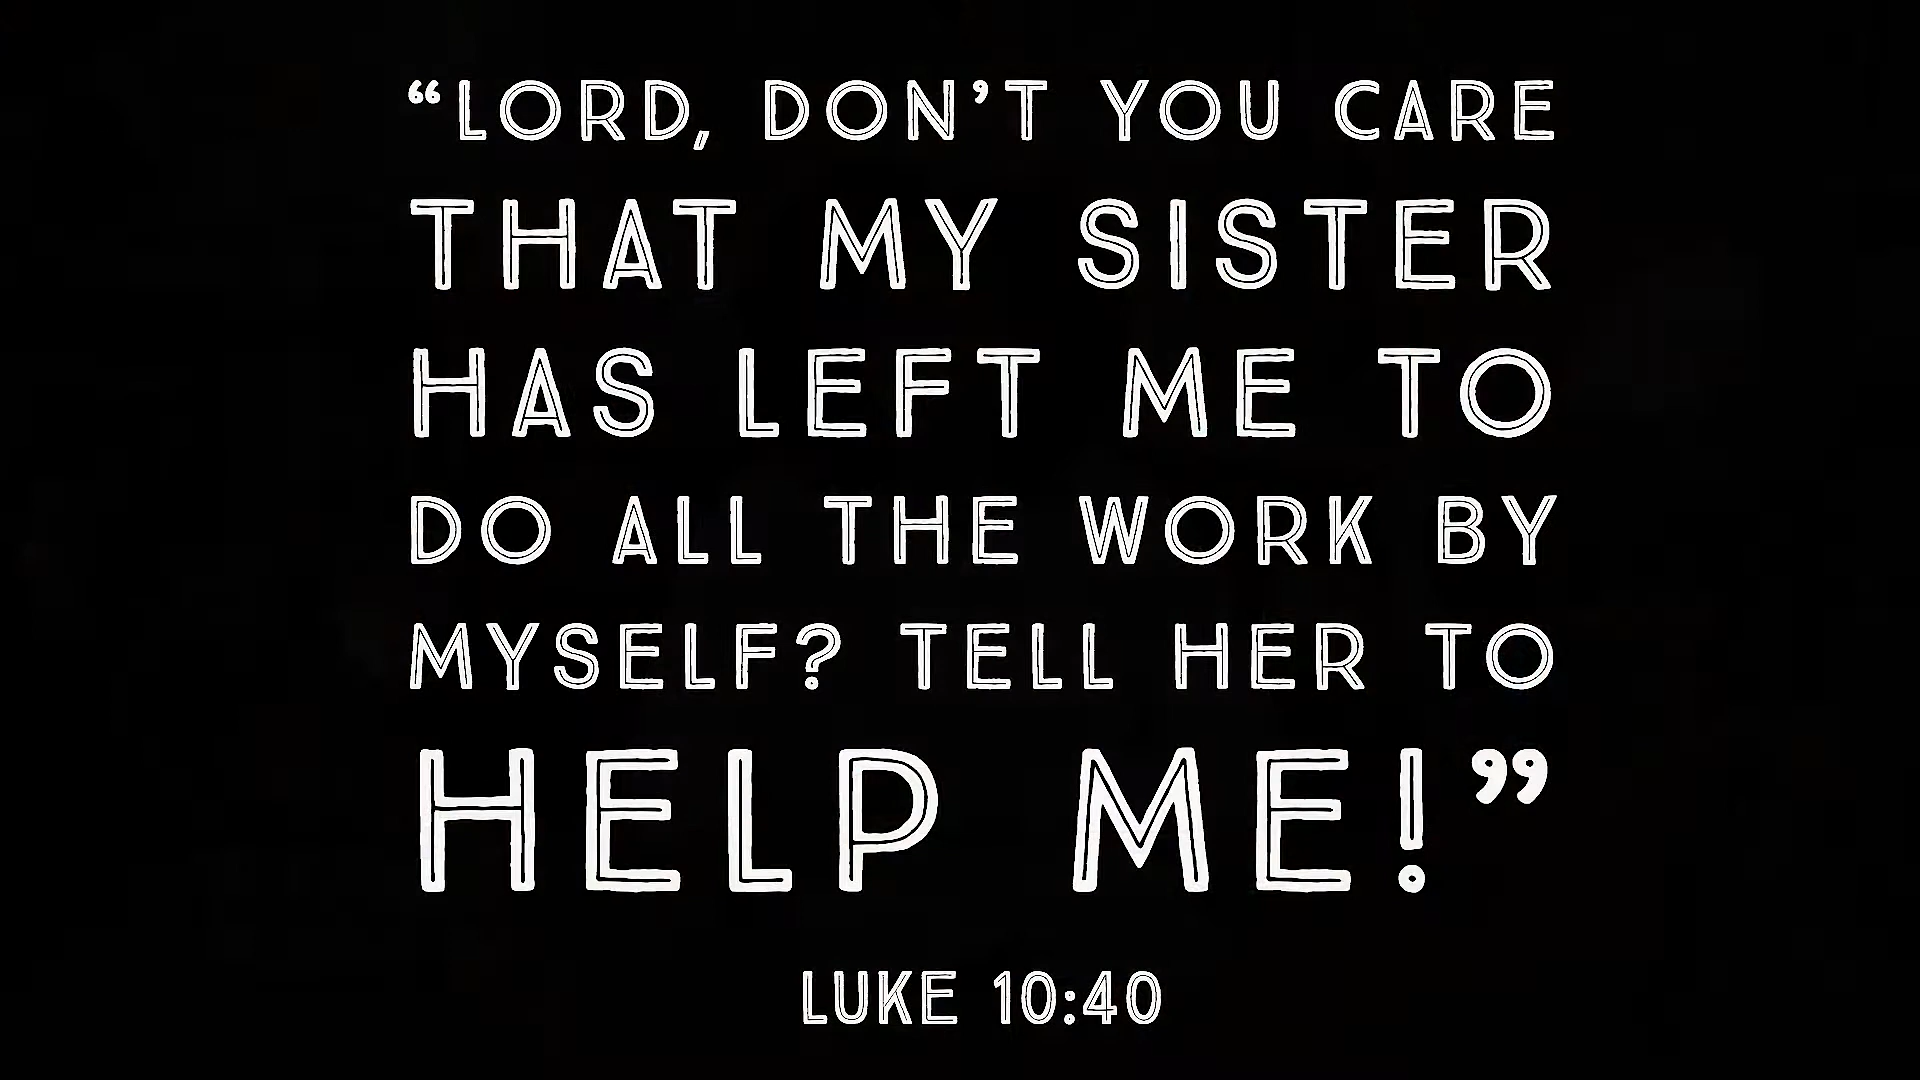 “LORD, DON’T YOU CARE
THAT MY SISTER
HAS LEFT ME TO
DO ALL THE WORK BY
MYSELF? TELL HER TO
HELP ME!”
LUKE 10:40